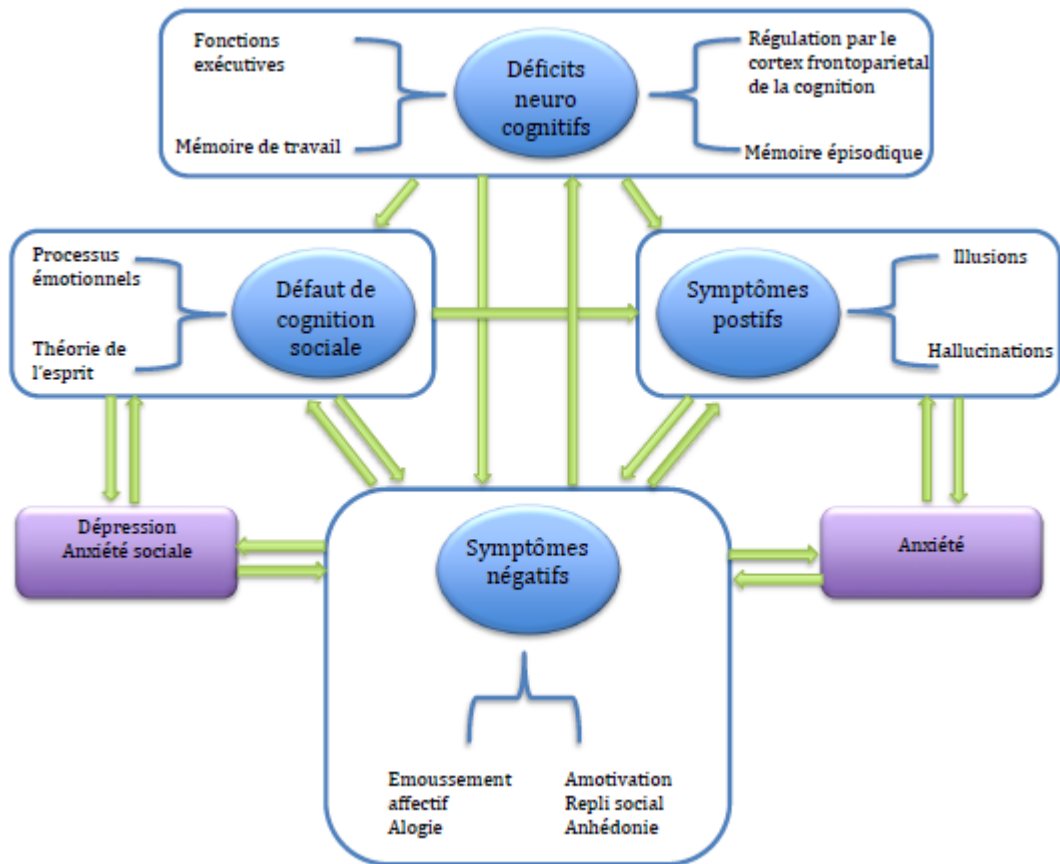 Fonctions
exécutives
Mémoire de travail
Déficits
neuro
cognitifs
Régulation par le
cortex frontoparietal
de la cognition
Mémoire épisodique
Processus
émotionnels
Théorie de
l'esprit
Défaut de
cognition
sociale
Symptômes
postifs
Illusions
Hallucinations
Dépression
Anxiété sociale
Symptômes
négatifs
Anxiété
Emoussement
affectif
Alogie
Amotivation
Repli social
Anhédonie